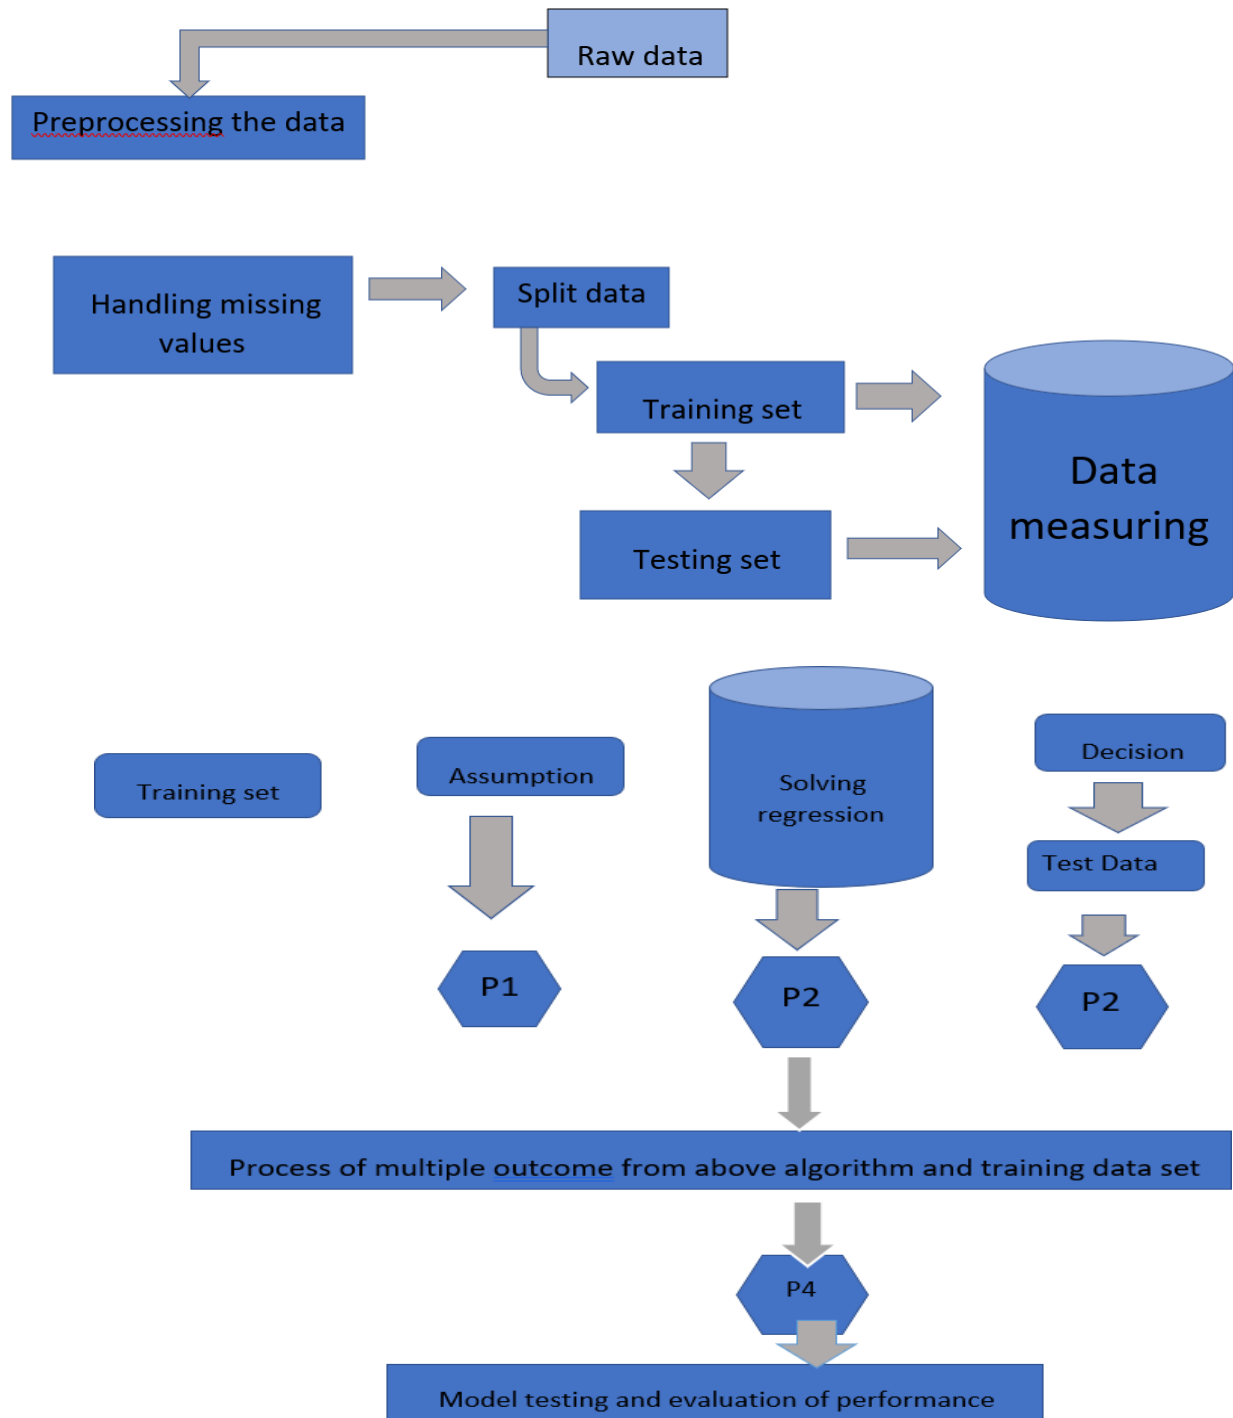 Raw data
Preprocessing the data
Handling missing
values
Split data
Training set
Testing set
Data
measuring
Training set
Assumption
Solving
regression
Decision
Test Data
P1
P2
P2
Process of multiple outcome from above algorithm and training data set
P4
Model testing and evaluation of performance